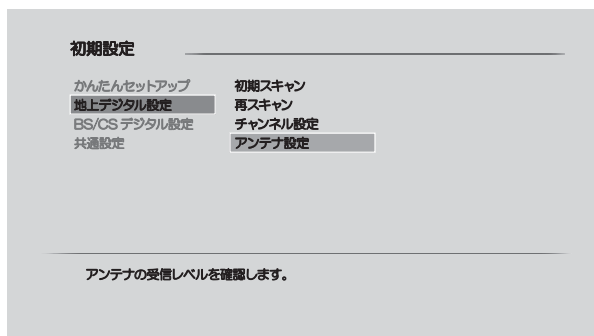 初期設定
かんたんセットアップ
地上デジタル設定
BS/CS デジタル設定
共通設定
初期スキャン
再スキャン
チャンネル設定
アンテナ設定
アンテナの受信レベルを確認します。